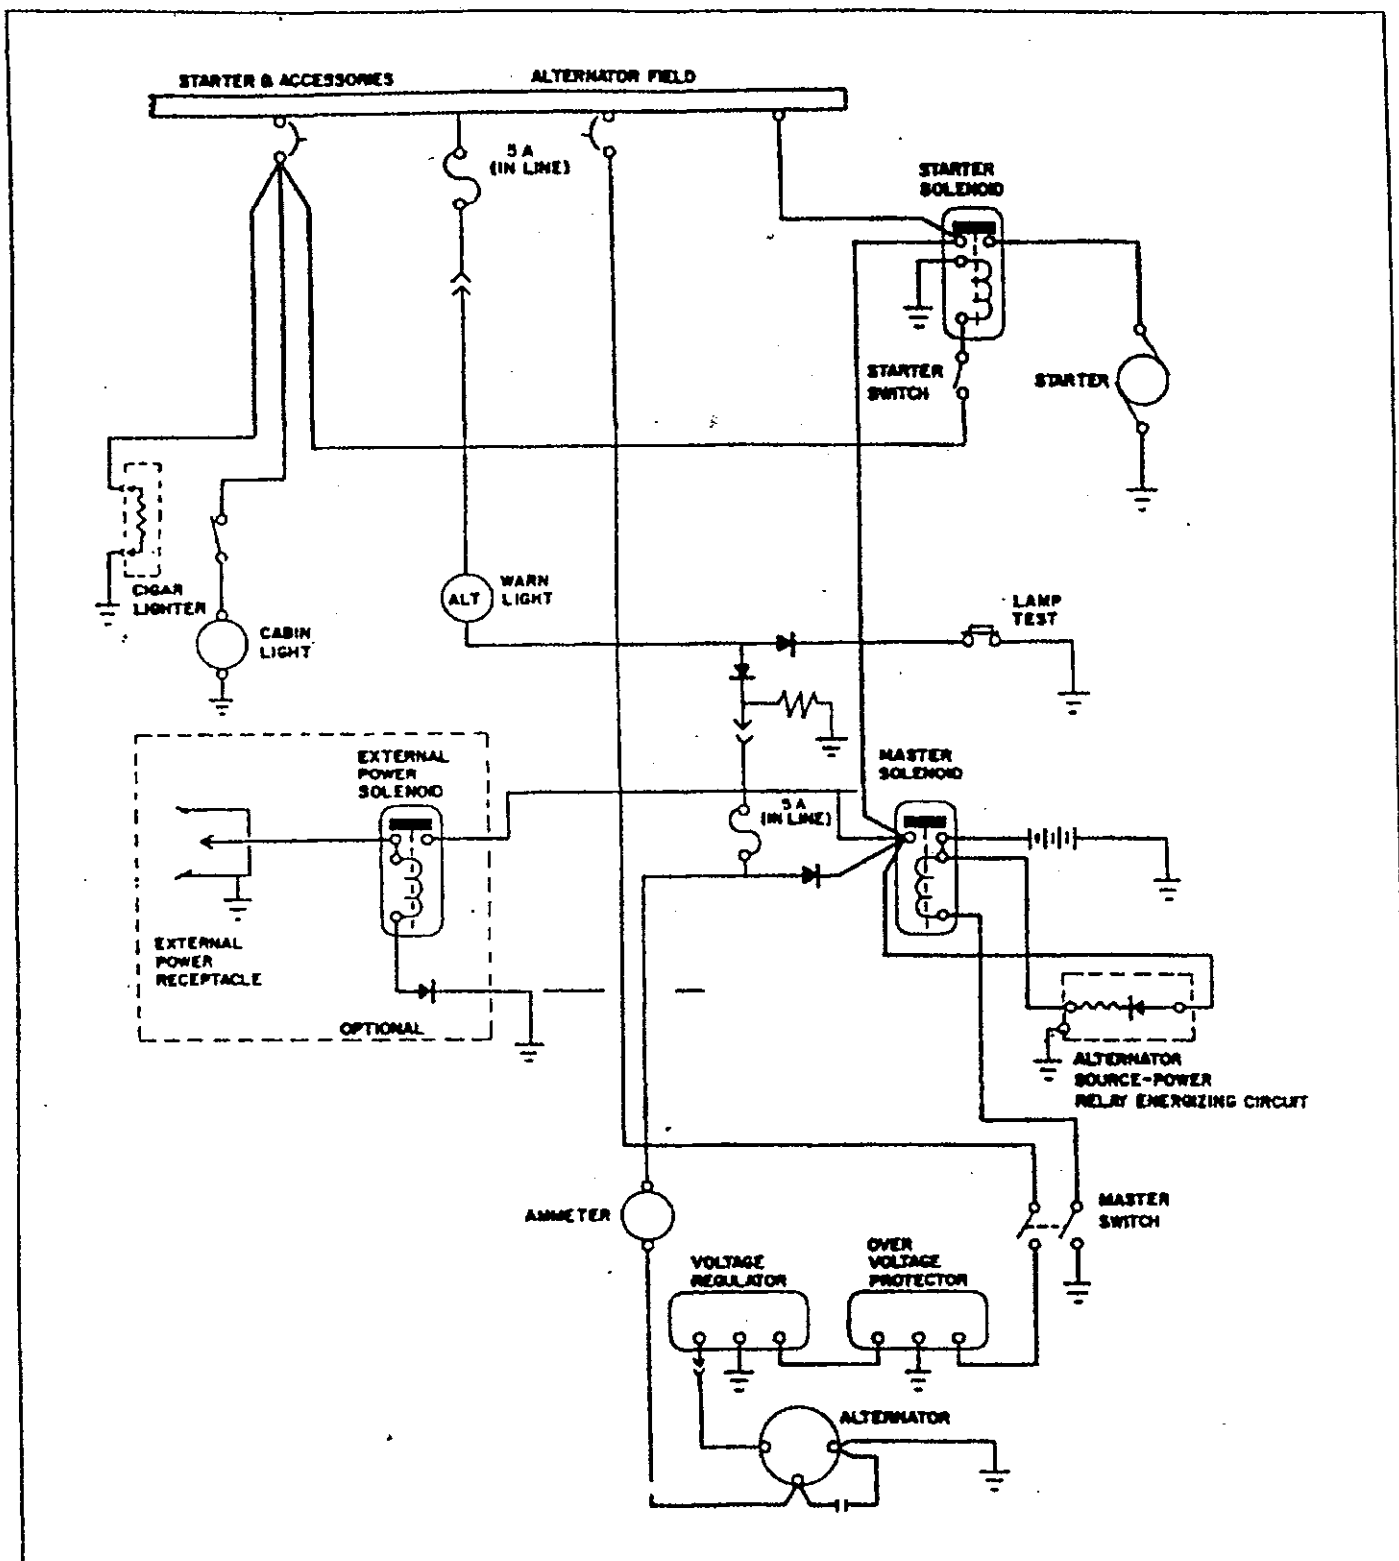 STARTER & ACCESSORIES
ALTERNATOR FIELD
5 A
(IN LINE)
STARTER
SOLENOID
STARTER
SWITCH
STARTER
CIGAR
LIGHTER
CABIN
LIGHT
ALT
WARN
LIGHT
LAMP
TEST
EXTERNAL
POWER
SOLENOID
MASTER
SOLENOID
5 A
(IN LINE)
EXTERNAL
POWER
RECEPTACLE
OPTIONAL
ALTERNATOR
SOURCE-POWER
RELAY ENERGIZING CIRCUIT
AMMETER
MASTER
SWITCH
VOLTAGE
REGULATOR
OVER
VOLTAGE
PROTECTOR
ALTERNATOR